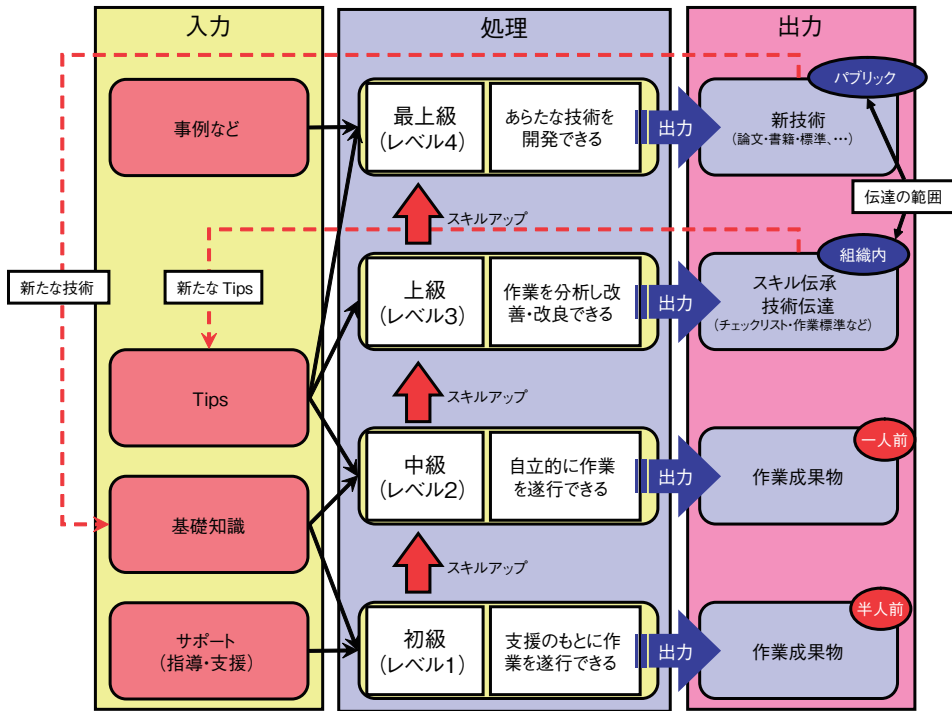 入力
処理
出力
事例など
最上級
(レベル4)
あらたな技術を
開発できる
出力
パブリック
新技術
(論文・書籍・標準、…)
伝達の範囲
スキルアップ
新たな技術
新たな Tips
上級
(レベル3)
作業を分析し改
善・改良できる
出力
組織内
スキル伝承
技術伝達
(チェックリスト・作業標準など)
Tips
スキルアップ
中級
(レベル2)
自立的に作業
を遂行できる
出力
一人前
作業成果物
基礎知識
スキルアップ
サポート
(指導・支援)
初級
(レベル1)
支援のもとに作
業を遂行できる
出力
半人前
作業成果物